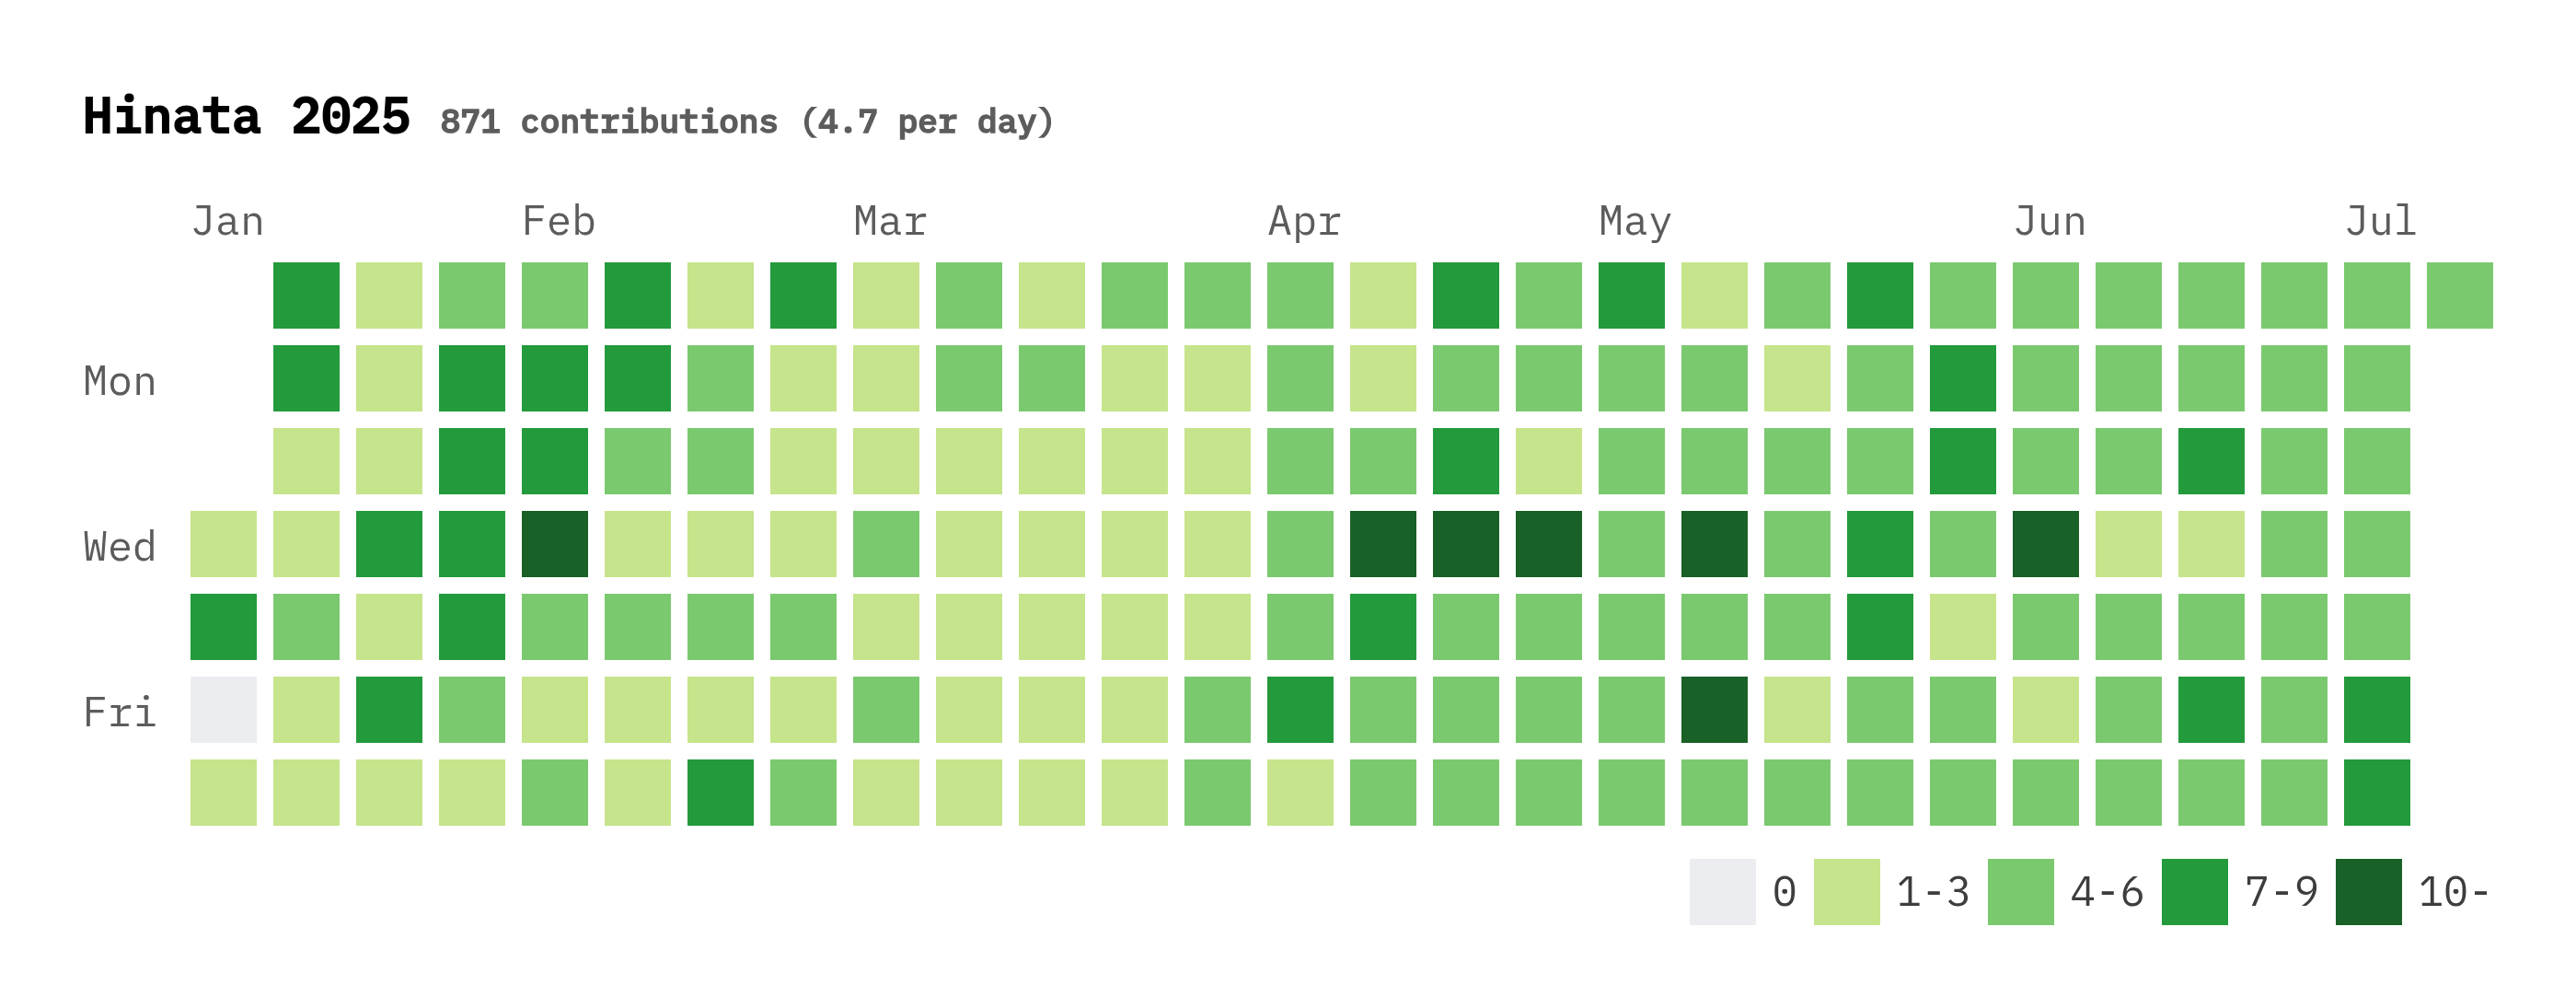 Hinata 2025 871 contributions (4.7 per day)
Jan Feb Mar Apr May Jun Jul
Mon
Wed
Fri
0 1-3 4-6 7-9 10-